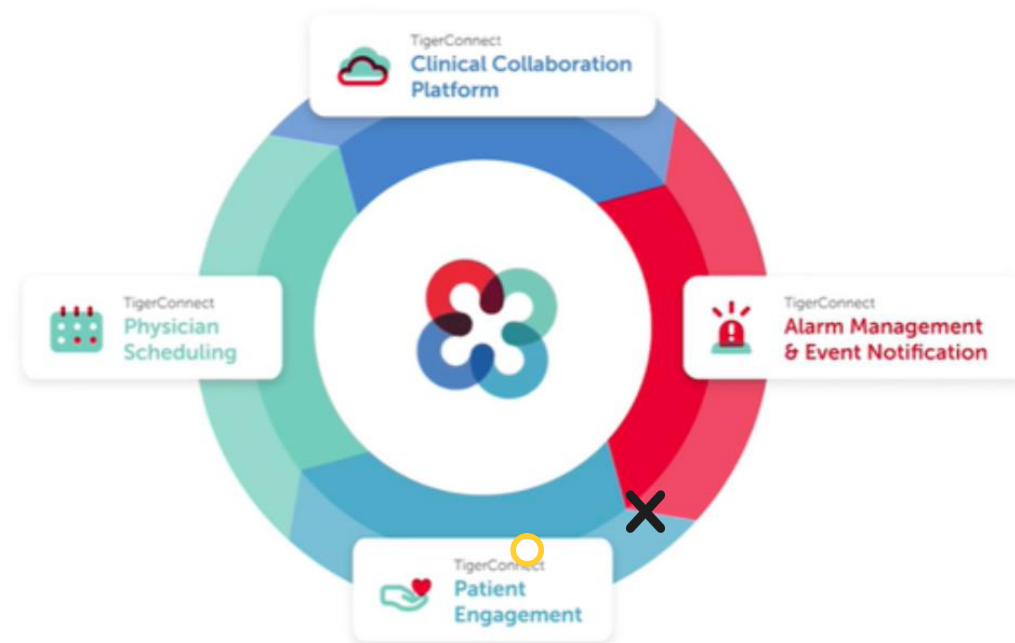 TigerConnect
Clinical Collaboration
Platform
TigerConnect
Physician
Scheduling
TigerConnect
Alarm Management
& Event Notification
TigerConnect
Patient
Engagement